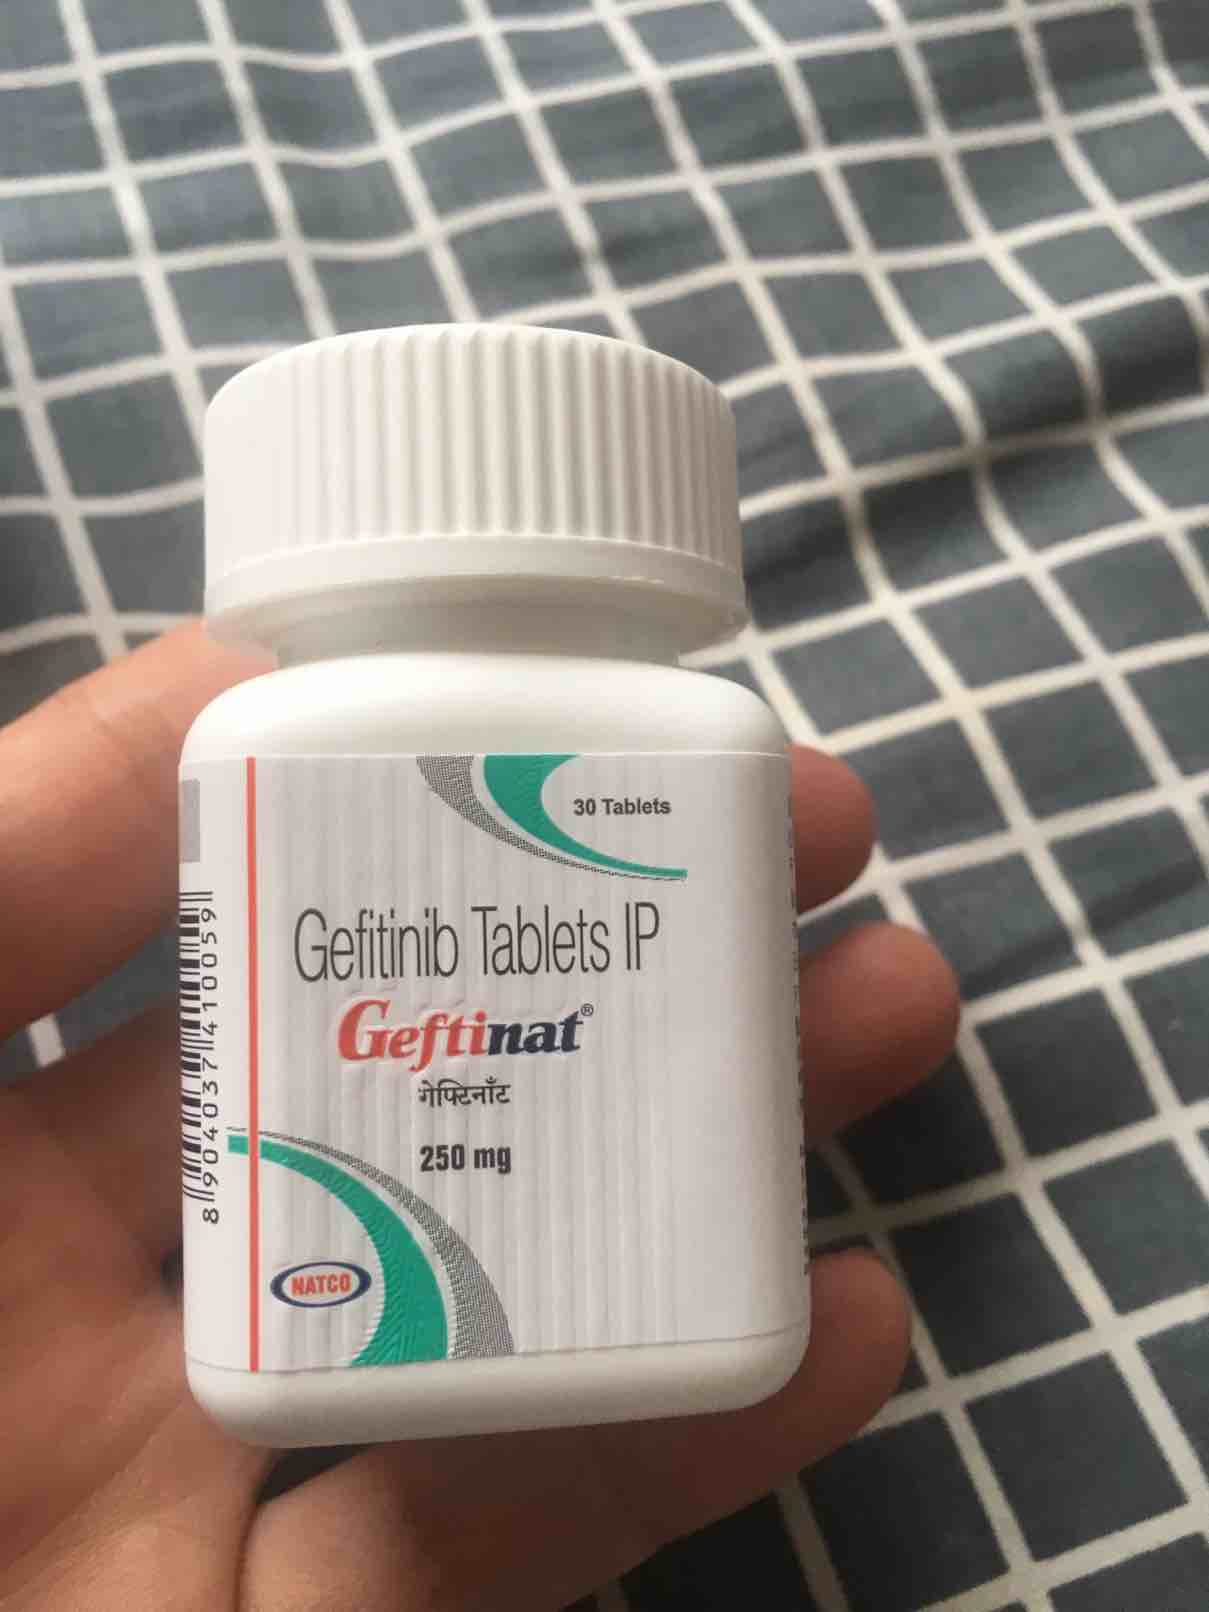 30 Tablets
Gefitinib Tablets IP
Geftinat®
गेफ्टिनॉंट
250 mg
NATCO
8 904037 410059